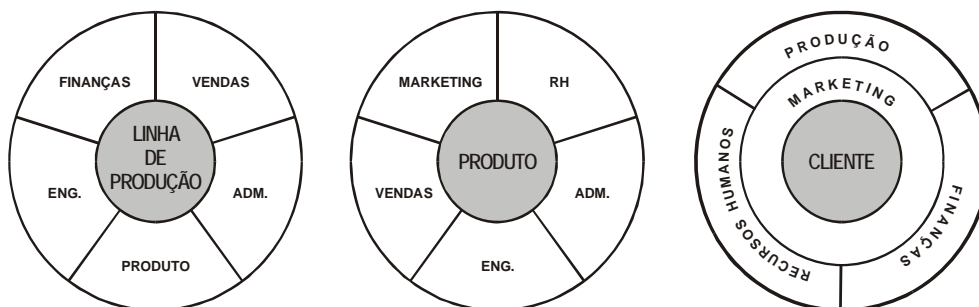 FINANÇAS
VENDAS
LINHA
DE
PRODUÇÃO
ENG.
ADM.
PRODUTO
MARKETING
RH
PRODUTO
VENDAS
ADM.
ENG.
PRODUÇÃO
MARKETING
CLIENTE
RECURSOS HUMANOS
FINANÇAS